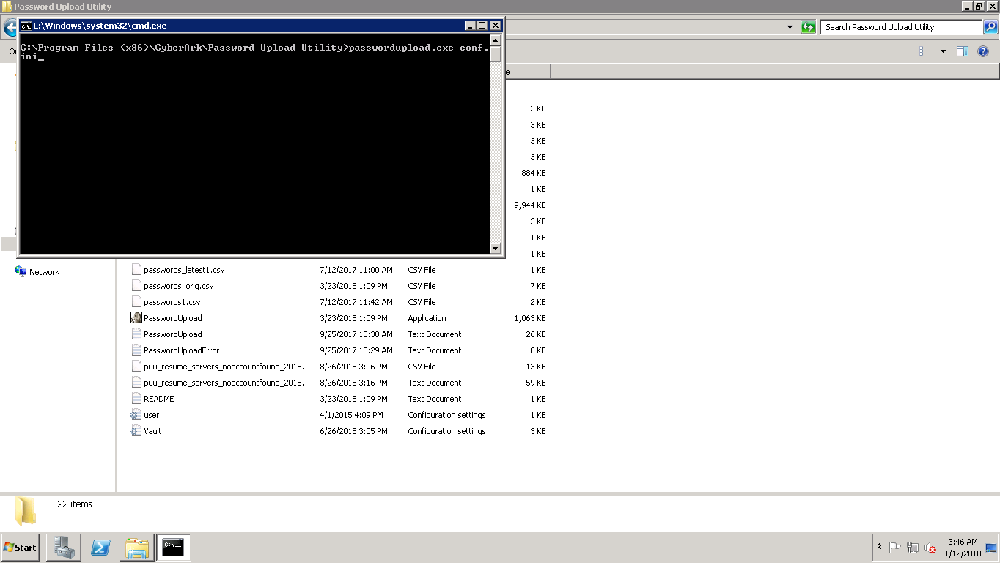 Password Upload Utility
C:\Windows\system32\cmd.exe
Search Password Upload Utility
C:\Program Files (x86)\CyberArk\Password Upload Utility>passwordupload.exe conf.
ini_
3 KB
3 KB
3 KB
3 KB
884 KB
1 KB
9,944 KB
3 KB
1 KB
1 KB
Network
passwords_latest1.csv 7/12/2017 11:00 AM CSV File 1 KB
passwords_orig.csv 3/23/2015 1:09 PM CSV File 7 KB
passwords1.csv 7/12/2017 11:42 AM CSV File 2 KB
PasswordUpload 3/23/2015 1:09 PM Application 1,063 KB
PasswordUpload 9/25/2017 10:30 AM Text Document 26 KB
PasswordUploadError 9/25/2017 10:29 AM Text Document 0 KB
puu_resume_servers_noaccountfound_2015... 8/26/2015 3:06 PM CSV File 13 KB
puu_resume_servers_noaccountfound_2015... 8/26/2015 3:16 PM Text Document 59 KB
README 3/23/2015 1:09 PM Text Document 1 KB
user 4/1/2015 4:09 PM Configuration settings 1 KB
Vault 6/26/2015 3:05 PM Configuration settings 3 KB
22 items
Start
C:\_
3:46 AM
1/12/2018